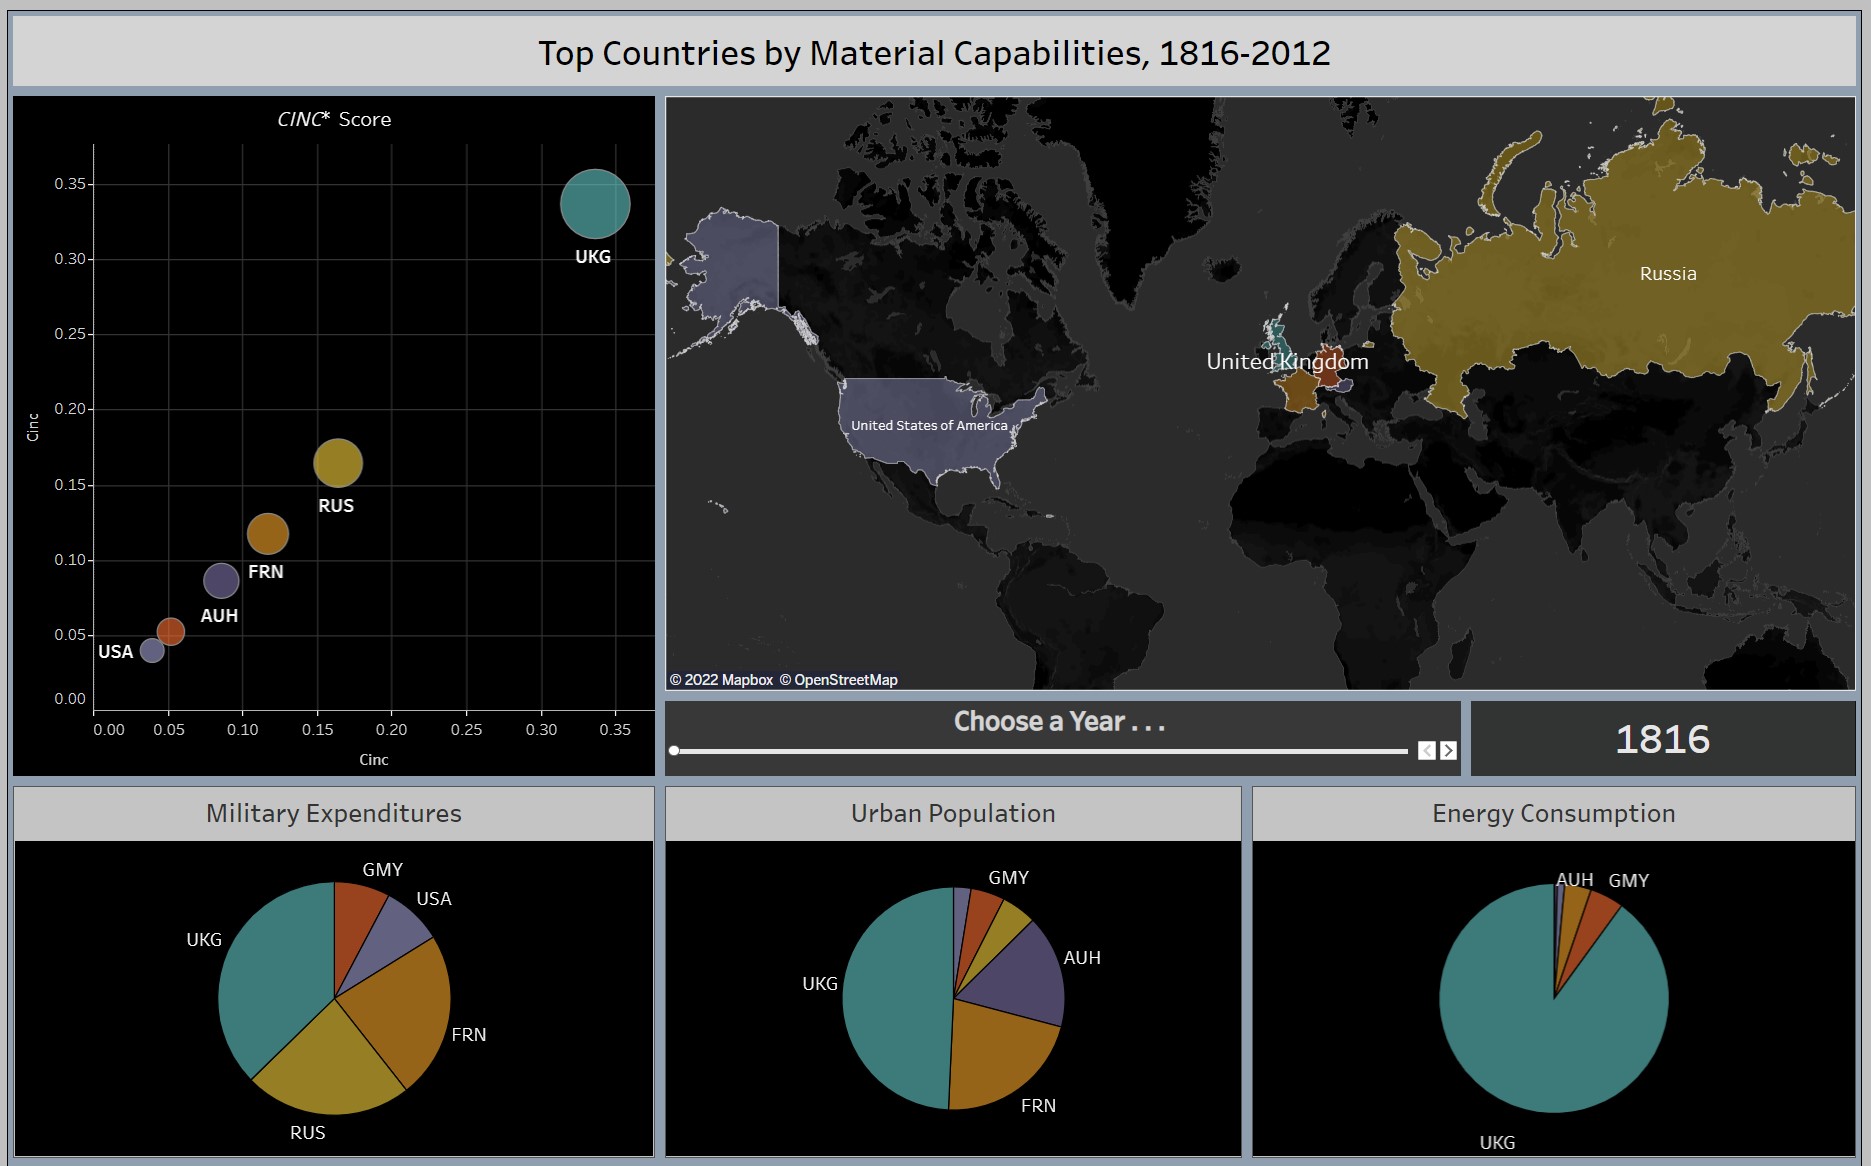 Top Countries by Material Capabilities, 1816-2012
CINC* Score
0.35
0.30
0.25
0.20
0.15
0.10
0.05
0.00
Cinc
UKG
RUS
FRN
AUH
USA
0.00 0.05 0.10 0.15 0.20 0.25 0.30 0.35
Cinc
Russia
United Kingdom
United States of America
© 2022 Mapbox © OpenStreetMap
Choose a Year . . .
1816
Military Expenditures
GMY
USA
UKG
FRN
RUS
Urban Population
GMY
AUH
UKG
FRN
Energy Consumption
AUH GMY
UKG